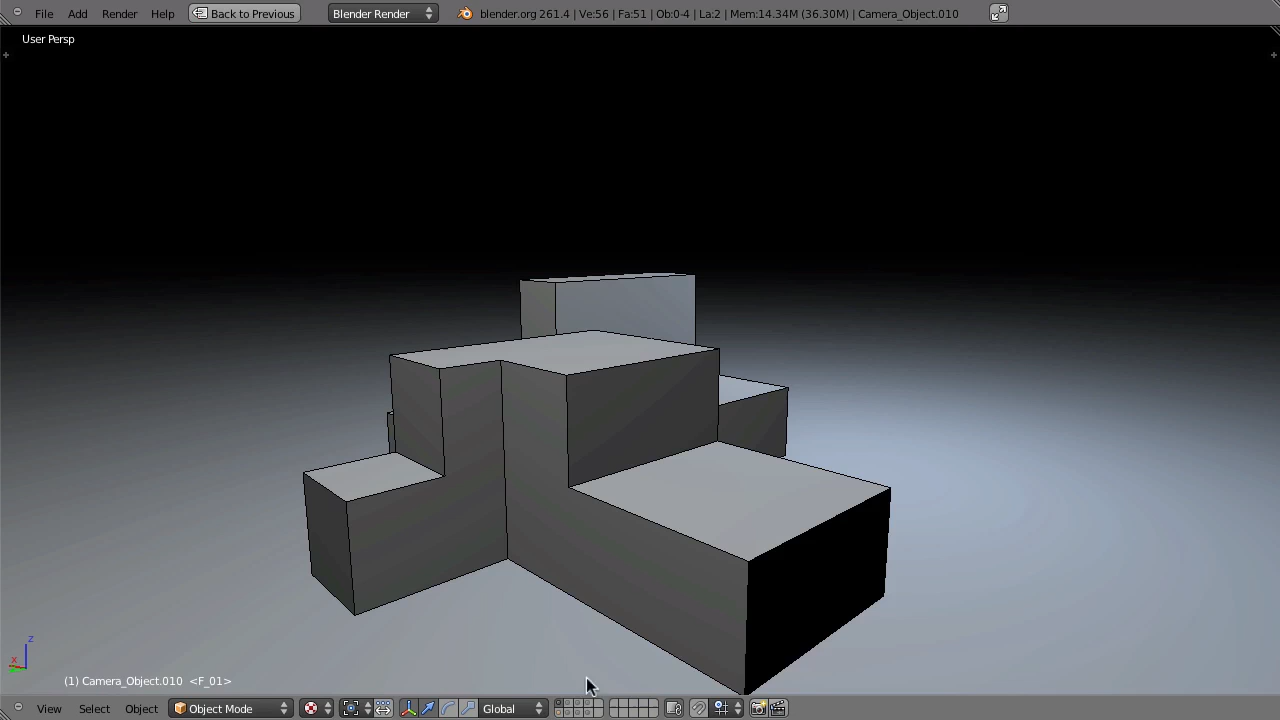 File Add Render Help Back to Previous Blender Render blender.org 261.4 | Ve:56 | Fa:51 | Ob:0-4 | La:2 | Mem:14.34M (36.30M) | Camera_Object.010
User Persp
z
x
(1) Camera_Object.010 <F_01>
View Select Object Object Mode Global